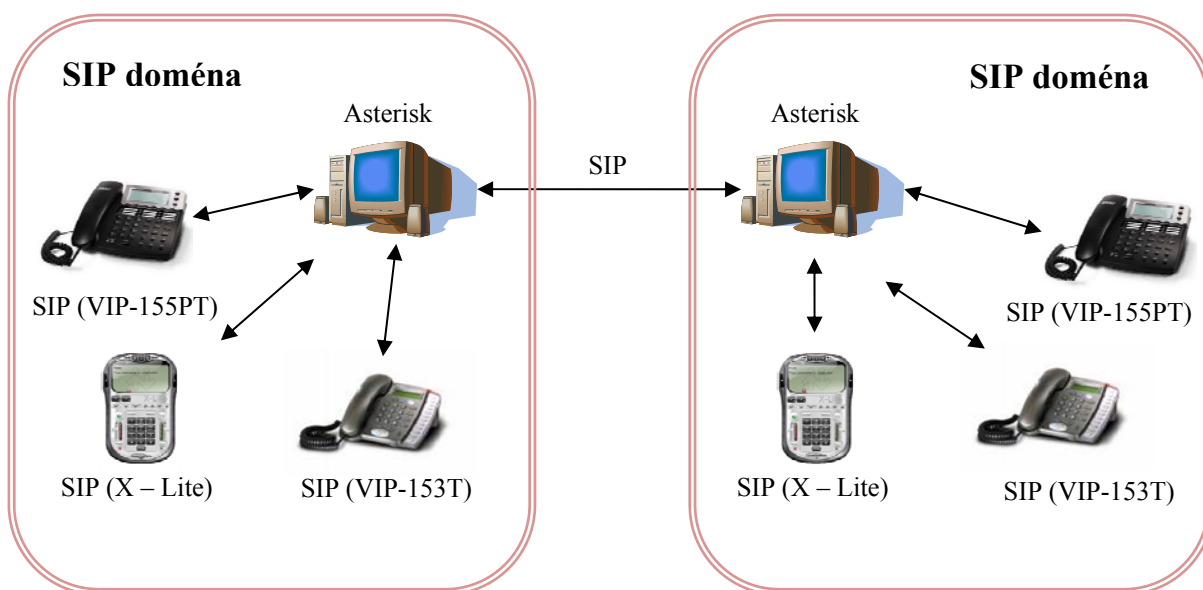 SIP doména
Asterisk
SIP (VIP-155PT)
SIP (X – Lite)
SIP (VIP-153T)
SIP
SIP doména
Asterisk
SIP (VIP-155PT)
SIP (X – Lite)
SIP (VIP-153T)